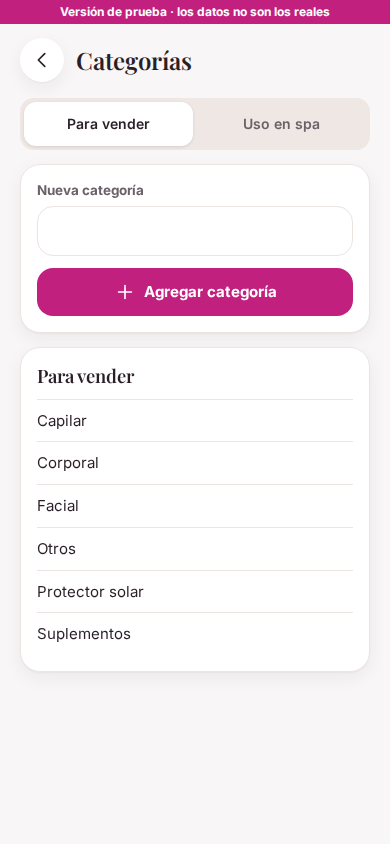 Versión de prueba · los datos no son los reales
Categorías
Para vender
Uso en spa
Nueva categoría
Agregar categoría
Para vender
Capilar
Corporal
Facial
Otros
Protector solar
Suplementos